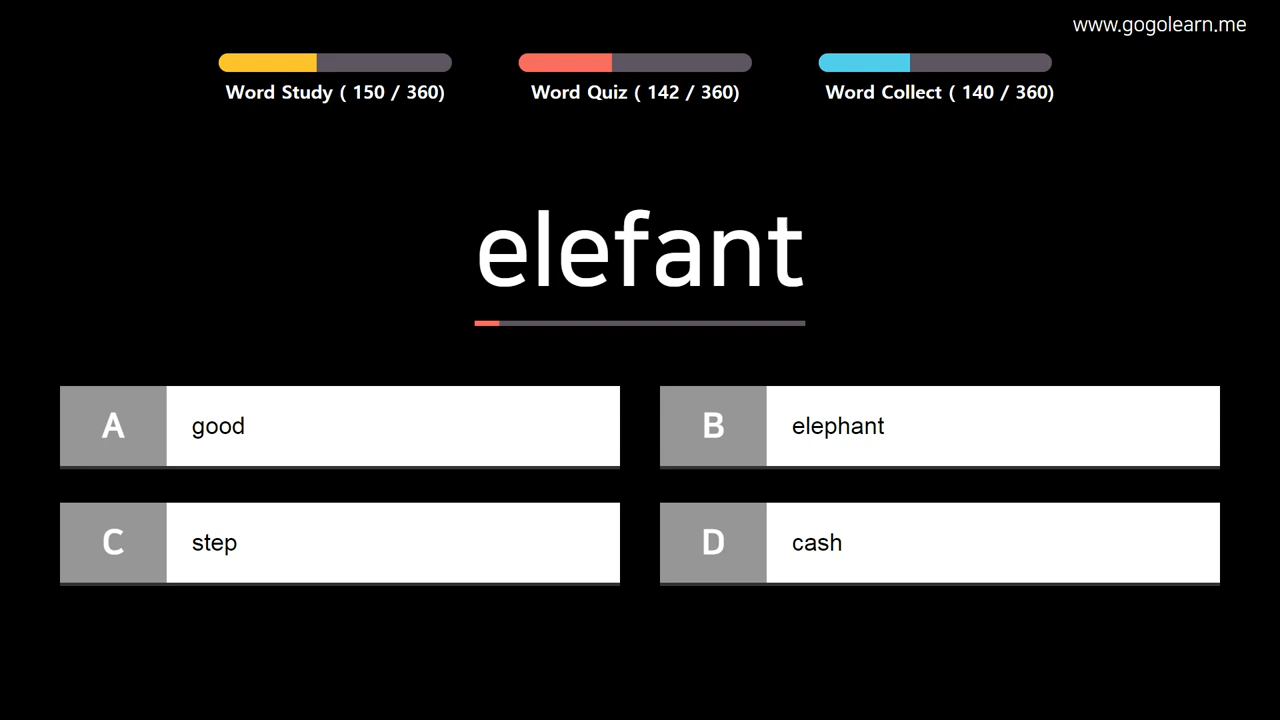 www.gogolearn.me
Word Study ( 150 / 360)
Word Quiz ( 142 / 360)
Word Collect ( 140 / 360)
elefant
A good
B elephant
C step
D cash